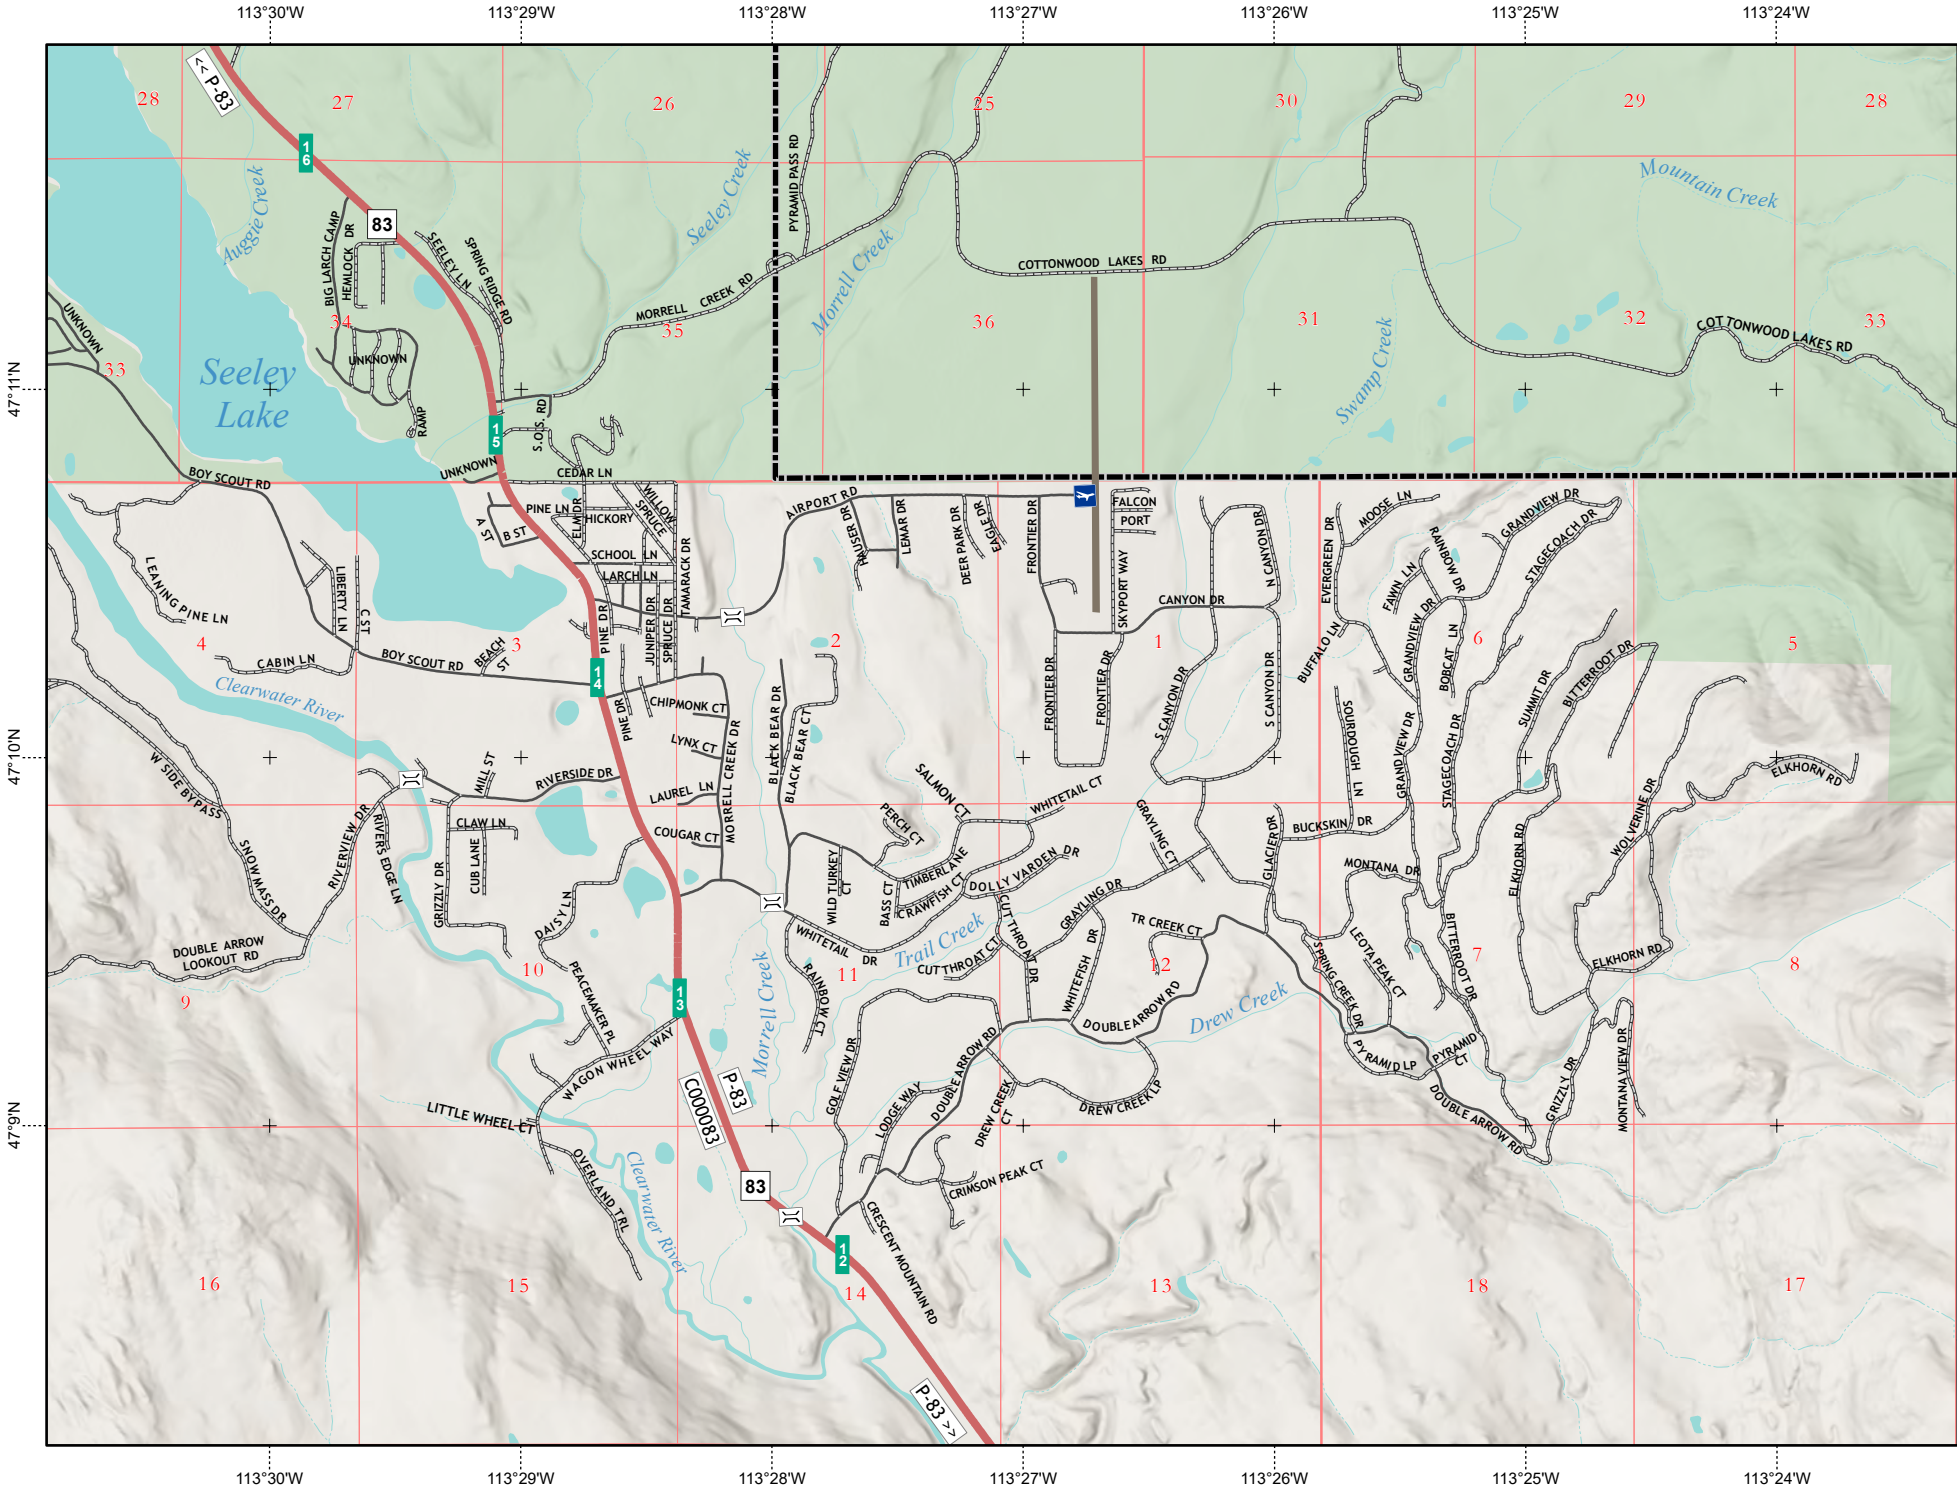 113°30'W
113°29'W
113°28'W
113°27'W
113°26'W
113°25'W
113°24'W
<< P-83
28
27
26
25
30
29
28
16
Auggie Creek
Seeley Creek
PYRAMID PASS RD
Mountain Creek
83
BIG LARCH CAMP
HEMLOCK DR
SEELEY LN
SPRING RIDGE RD
Morrell Creek
COTTONWOOD LAKES RD
MORRELL CREEK RD
UNKNOWN
34
35
36
31
32
33
COTTONWOOD LAKES RD
Swamp Creek
UNKNOWN
33
Seeley
Lake
47°11'N
RAMP
S.O.S. RD
15
UNKNOWN
CEDAR LN
BOY SCOUT RD
A ST
B ST
PINE LN
ELM DR
HICKORY
WILLOW
SPRUCE
SCHOOL LN
LARCH LN
TAMARACK DR
PINE DR
JUNIPER DR
SPRUCE DR
AIRPORT RD
HAUSER DR
LEMAR DR
DEER PARK DR
EAGLE DR
FRONTIER DR
FALCON
PORT
SKYPORT WAY
N CANYON DR
CANYON DR
EVERGREEN DR
MOOSE LN
RAINBOW DR
GRANDVIEW DR
STAGECOACH DR
FAWN LN
GRANDVIEW DR
BUFFALO LN
BOBCAT LN
LEANING PINE LN
LIBERTY LN
C ST
4
3
2
1
6
5
CABIN LN
BOY SCOUT RD
BEACH ST
14
Clearwater River
PINE DR
CHIPMONK CT
LYNX CT
LAUREL LN
COUGAR CT
MORRELL CREEK DR
BLACK BEAR DR
BLACK BEAR CT
FRONTIER DR
FRONTIER DR
S CANYON DR
S CANYON DR
SOURDOUGH LN
GRAND VIEW DR
STAGECOACH DR
SUMMIT DR
BITTERROOT DR
47°10'N
W SIDE BYPASS
MILL ST
RIVERSIDE DR
ELKHORN RD
WOLVERINE DR
SALMON CT
PERCH CT
WHITETAIL CT
GRAYLING CT
GLACIER DR
BUCKSKIN DR
MONTANA DR
ELKHORN RD
SNOWMASS DR
RIVERVIEW DR
RIVERS EDGE LN
CLAW LN
GRIZZLY DR
CUB LANE
DAISY LN
WILD TURKEY CT
BASS CT
TIMBERLANE
CRAWFISH CT
DOLLY VARDEN DR
CUTTHROAT DR
GRAYLING DR
TR CREEK CT
WHITETAIL DR
Trail Creek
CUTTHROAT CT
WHITEFISH DR
DOUBLE ARROW
LOOKOUT RD
9
10
11
12
7
8
ELKHORN RD
BITTERROOT DR
LEOTA PEAK CT
SPRING CREEK DR
RAINBOW CT
Morrell Creek
DOUBLE ARROW RD
Drew Creek
PEACEMAKER PL
13
WAGON WHEEL WAY
P-83
C000083
GOLF VIEW DR
DOUBLE ARROW RD
LODGE WAY
DREW CREEK CT
DREW CREEK LP
PYRAMID LP
PYRAMID CT
DOUBLE ARROW RD
GRIZZLY DR
MONTANA VIEW DR
47°9'N
LITTLE WHEEL CT
OVERLAND TRL
Clearwater River
83
CRIMSON PEAK CT
CRESCENT MOUNTAIN RD
12
16
15
14
13
18
17
P-83 >>
113°30'W
113°29'W
113°28'W
113°27'W
113°26'W
113°25'W
113°24'W